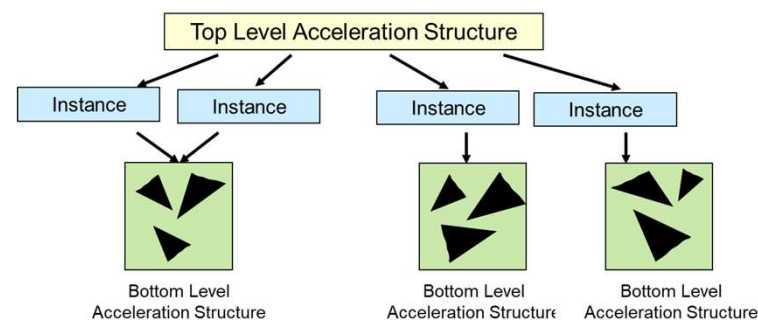 Top Level Acceleration Structure
Instance
Instance
Instance
Instance
Bottom Level
Acceleration Structure
Bottom Level
Acceleration Structure
Bottom Level
Acceleration Structure